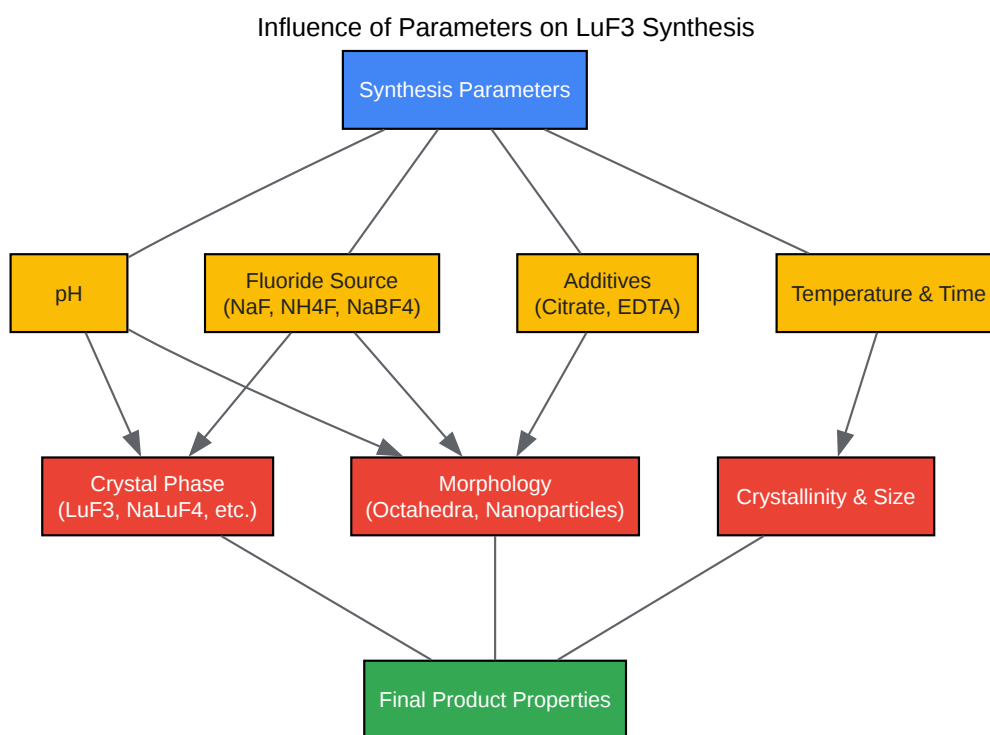 Influence of Parameters on LuF3 Synthesis
Synthesis Parameters
pH
Fluoride Source
(NaF, NH4F, NaBF4)
Additives
(Citrate, EDTA)
Temperature & Time
Crystal Phase
(LuF3, NaLuF4, etc.)
Morphology
(Octahedra, Nanoparticles)
Crystallinity & Size
Final Product Properties